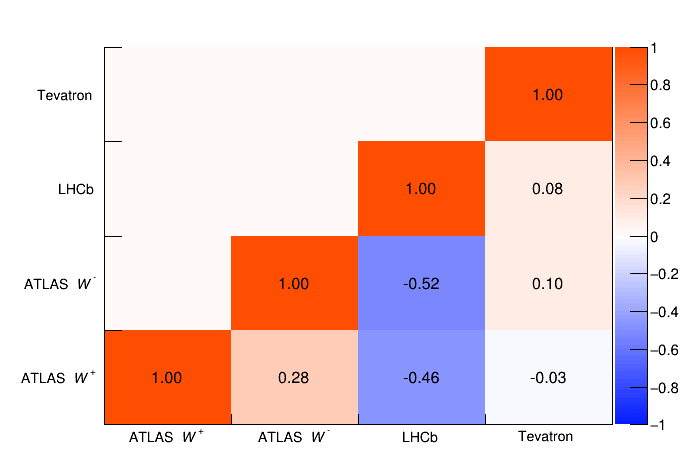 Tevatron 1.00 1
0.8
0.6
LHCb 1.00 0.08 0.4
0.2
0
ATLAS W⁻ 1.00 -0.52 0.10 −0.2
−0.4
ATLAS W⁺ 1.00 0.28 -0.46 -0.03 −0.6
−0.8
−1
ATLAS W⁺ ATLAS W⁻ LHCb Tevatron